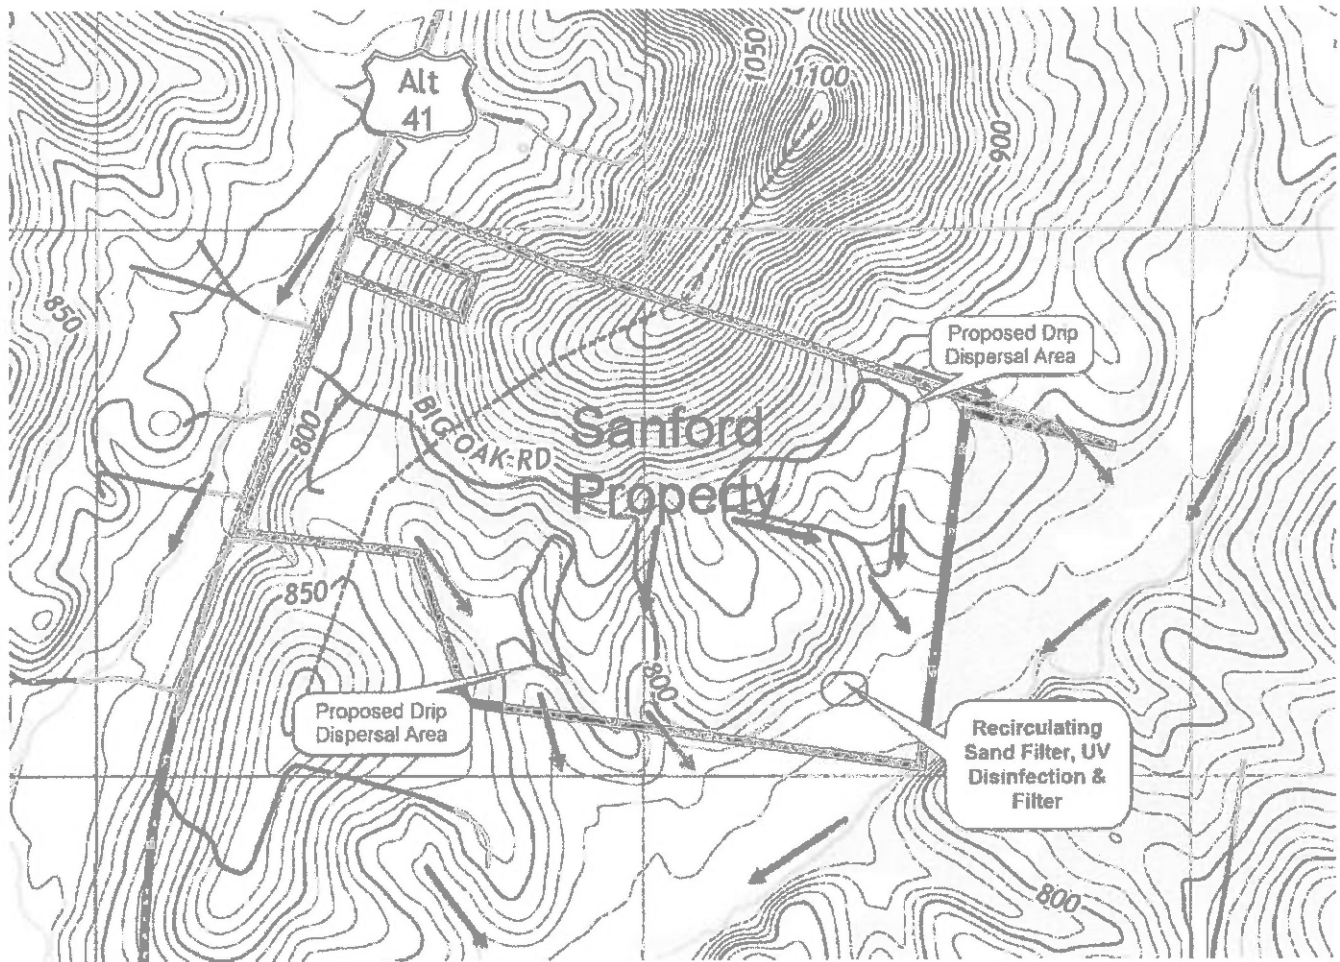 1050
1100
Alt
41
900
850
Proposed Drip
Dispersal Area
800
BIG OAK RD
Sanford
Property
850
800
Proposed Drip
Dispersal Area
Recirculating
Sand Filter, UV
Disinfection &
Filter
800